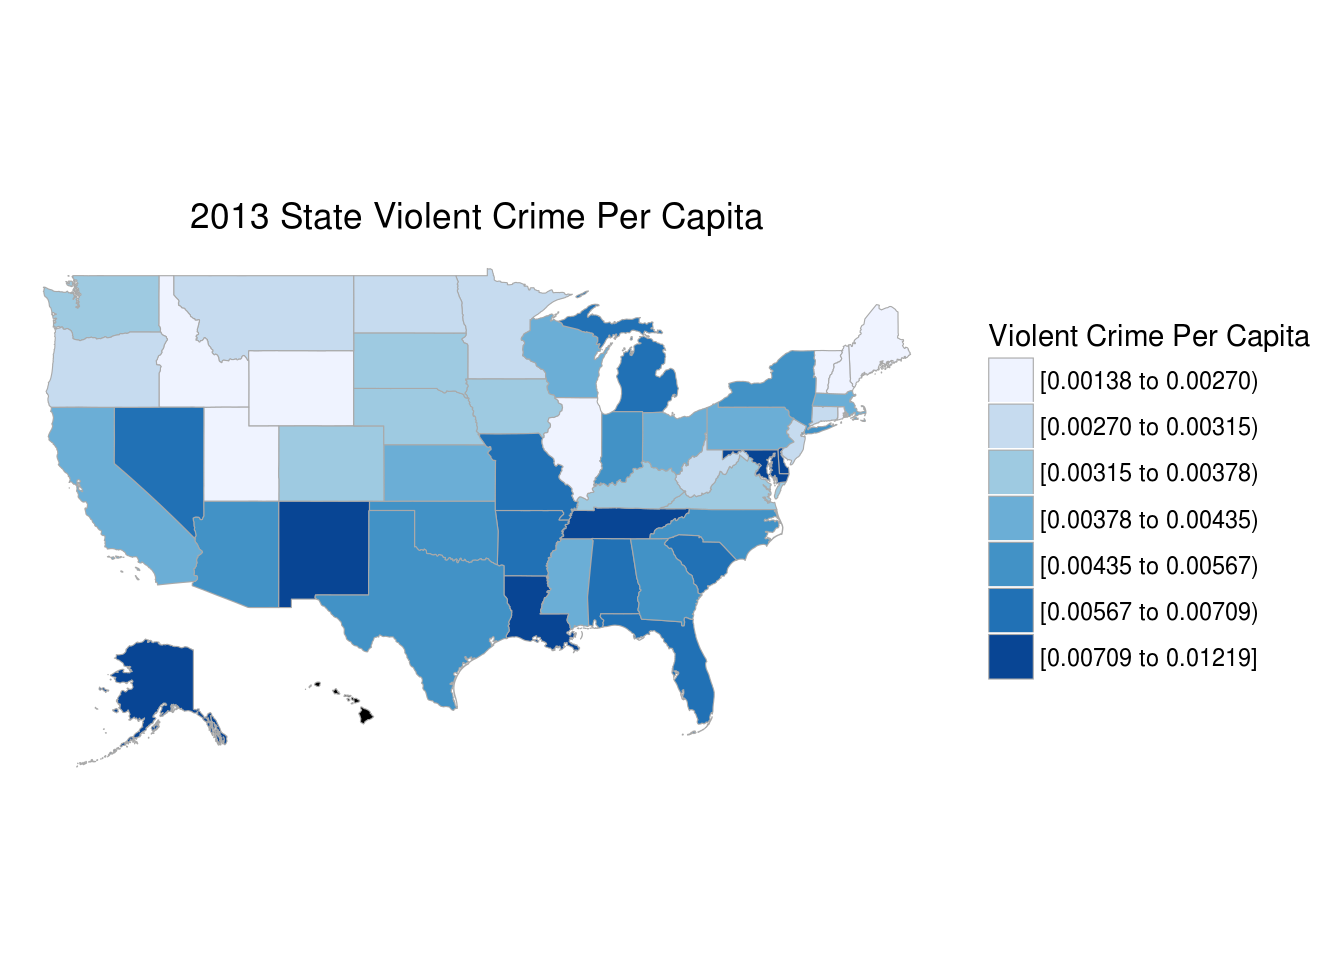 2013 State Violent Crime Per Capita
Violent Crime Per Capita
[0.00138 to 0.00270)
[0.00270 to 0.00315)
[0.00315 to 0.00378)
[0.00378 to 0.00435)
[0.00435 to 0.00567)
[0.00567 to 0.00709)
[0.00709 to 0.01219]